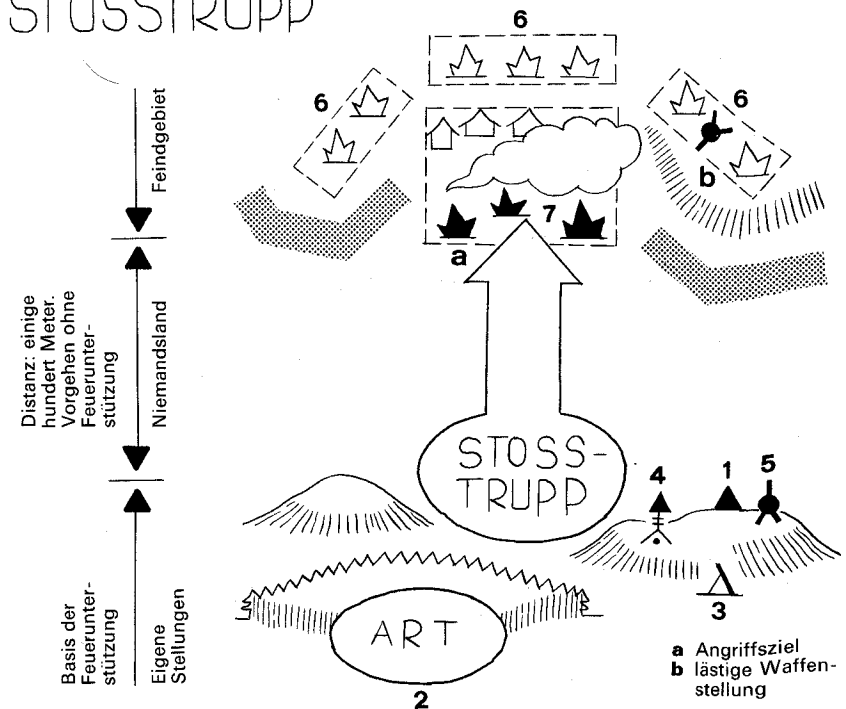 STOSSTRUPP
6
6
6
Feindgebiet
b
7
a
Distanz: einige
hundert Meter.
Vorgehen ohne
Feuerunter-
stützung
Niemandsland
STOSS-
TRUPP
4
1
5
3
Basis der
Feuerunter-
stützung
Eigene
Stellungen
ART
2
a Angriffsziel
b lästige Waffen-
stellung